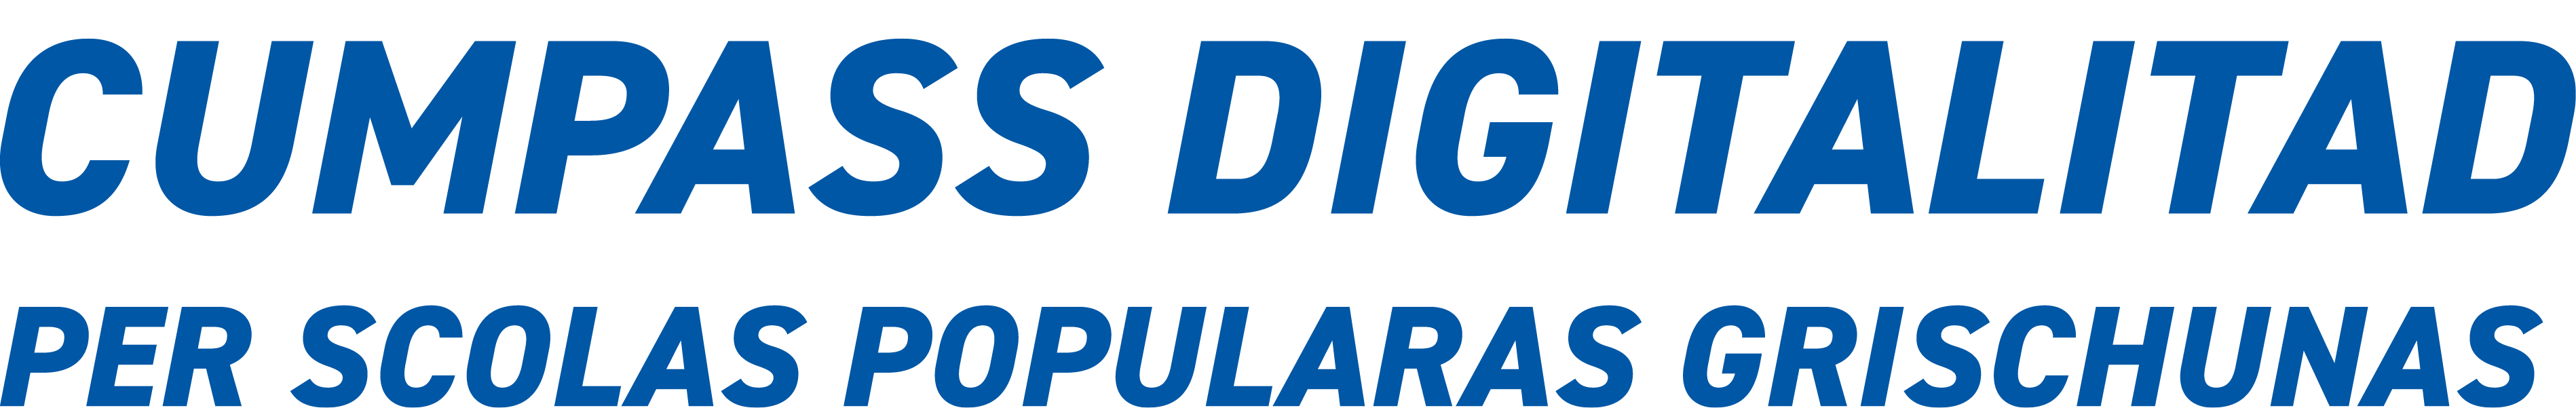 CUMPASS DIGITALITAD
PER SCOLAS POPULARAS GRISCHUNAS